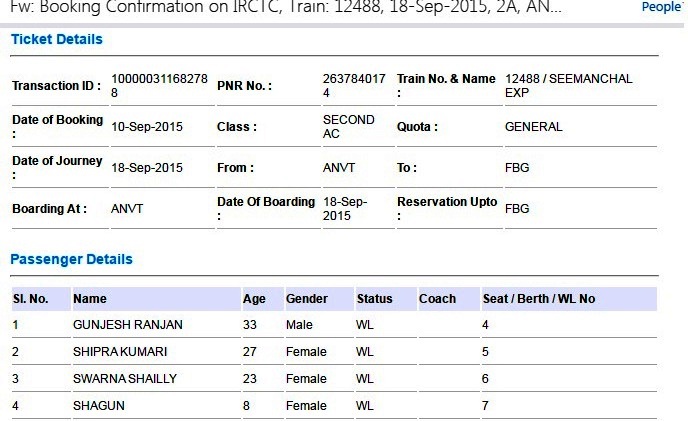 Fw: Booking Confirmation on IRCTC, Train: 12488, 18-Sep-2015, 2A, AN...
People
Ticket Details
Transaction ID : 10000031168278 8 PNR No. : 263784017 4 Train No. & Name : 12488 / SEEMANCHAL EXP
Date of Booking : 10-Sep-2015 Class : SECOND AC Quota : GENERAL
Date of Journey : 18-Sep-2015 From : ANVT To : FBG
Boarding At : ANVT Date Of Boarding : 18-Sep-2015 Reservation Upto : FBG
Passenger Details
Sl. No. Name Age Gender Status Coach Seat / Berth / WL No
1 GUNJESH RANJAN 33 Male WL 4
2 SHIPRA KUMARI 27 Female WL 5
3 SWARNA SHAILLY 23 Female WL 6
4 SHAGUN 8 Female WL 7